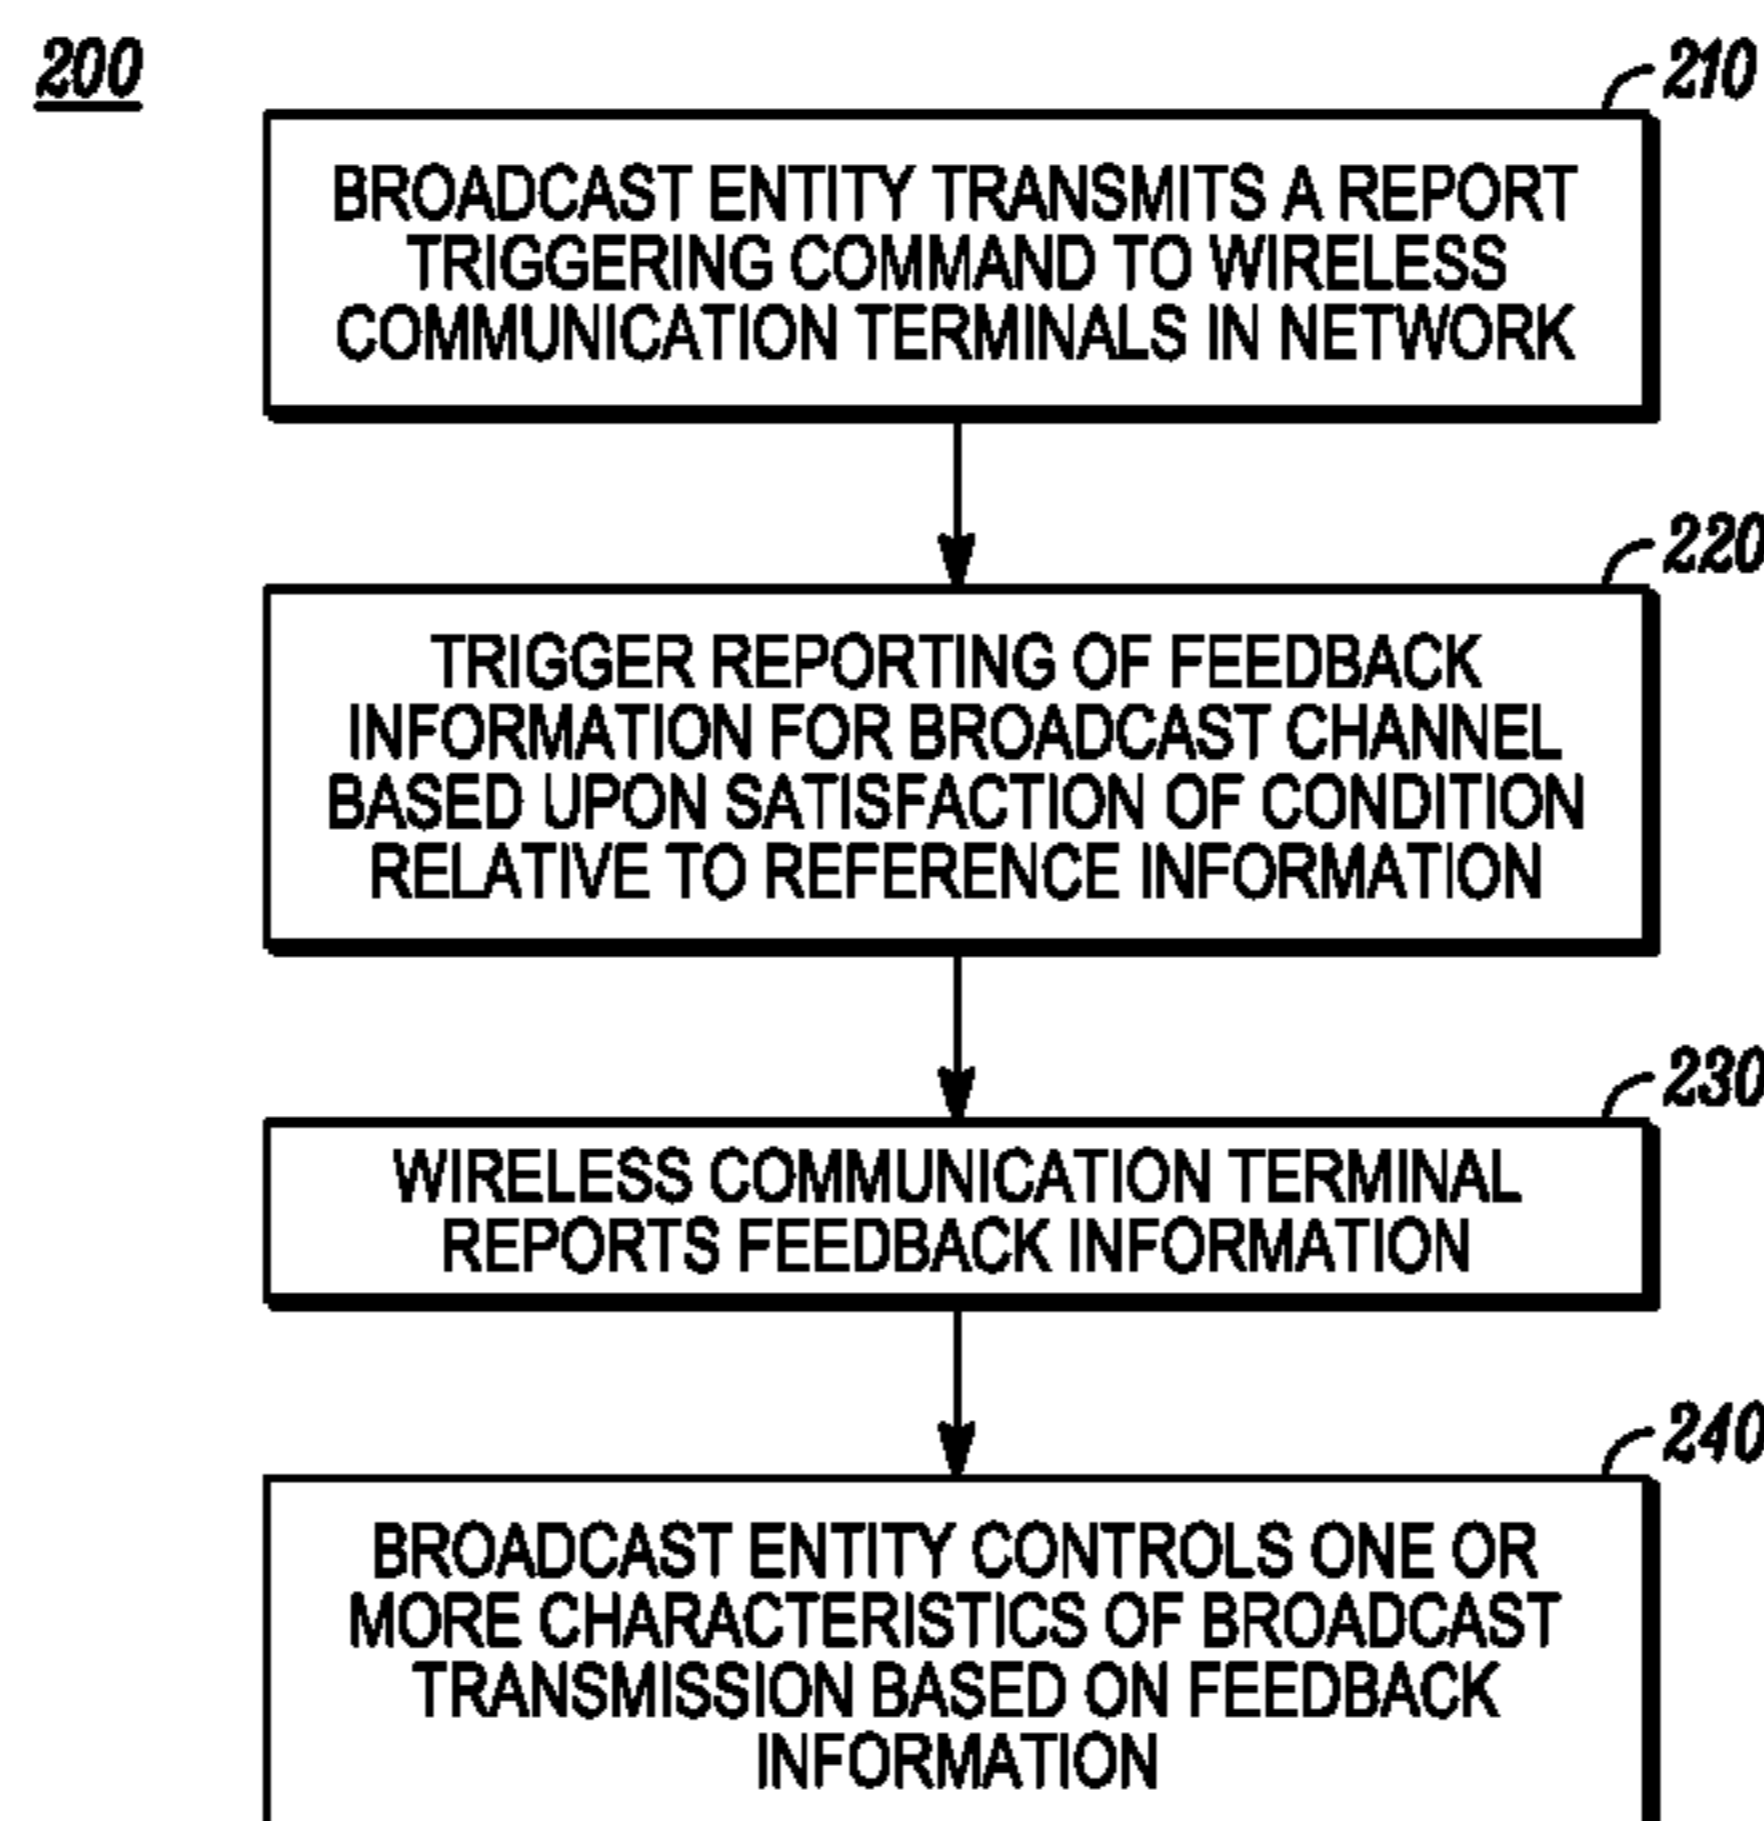 200
210
BROADCAST ENTITY TRANSMITS A REPORT
TRIGGERING COMMAND TO WIRELESS
COMMUNICATION TERMINALS IN NETWORK
220
TRIGGER REPORTING OF FEEDBACK
INFORMATION FOR BROADCAST CHANNEL
BASED UPON SATISFACTION OF CONDITION
RELATIVE TO REFERENCE INFORMATION
230
WIRELESS COMMUNICATION TERMINAL
REPORTS FEEDBACK INFORMATION
240
BROADCAST ENTITY CONTROLS ONE OR
MORE CHARACTERISTICS OF BROADCAST
TRANSMISSION BASED ON FEEDBACK
INFORMATION